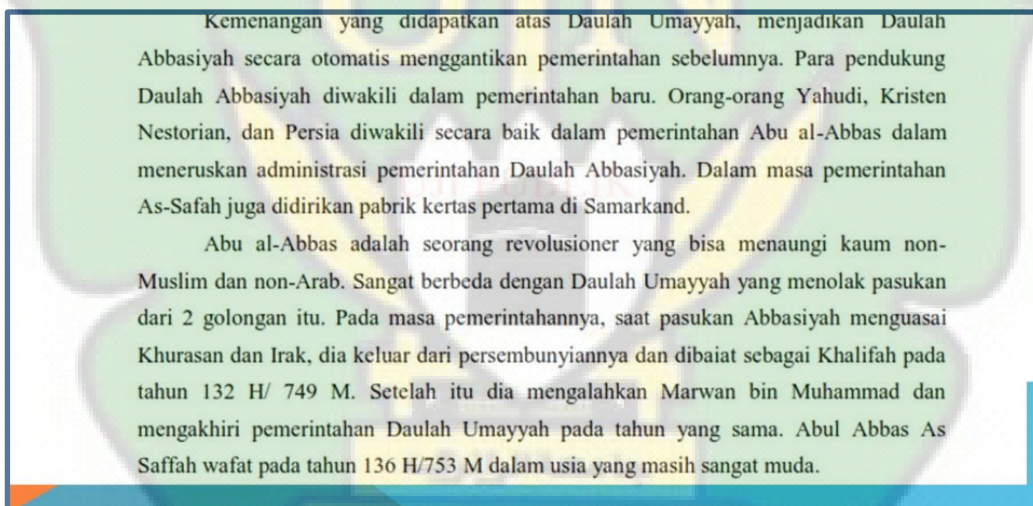 Kemenangan yang didapatkan atas Daulah Umayyah, menjadikan Daulah
Abbasiyah secara otomatis menggantikan pemerintahan sebelumnya. Para pendukung
Daulah Abbasiyah diwakili dalam pemerintahan baru. Orang-orang Yahudi, Kristen
Nestorian, dan Persia diwakili secara baik dalam pemerintahan Abu al-Abbas dalam
meneruskan administrasi pemerintahan Daulah Abbasiyah. Dalam masa pemerintahan
As-Safah juga didirikan pabrik kertas pertama di Samarkand.
Abu al-Abbas adalah seorang revolusioner yang bisa menaungi kaum non-
Muslim dan non-Arab. Sangat berbeda dengan Daulah Umayyah yang menolak pasukan
dari 2 golongan itu. Pada masa pemerintahannya, saat pasukan Abbasiyah menguasai
Khurasan dan Irak, dia keluar dari persembunyiannya dan dibaiat sebagai Khalifah pada
tahun 132 H/ 749 M. Setelah itu dia mengalahkan Marwan bin Muhammad dan
mengakhiri pemerintahan Daulah Umayyah pada tahun yang sama. Abul Abbas As
Saffah wafat pada tahun 136 H/753 M dalam usia yang masih sangat muda.